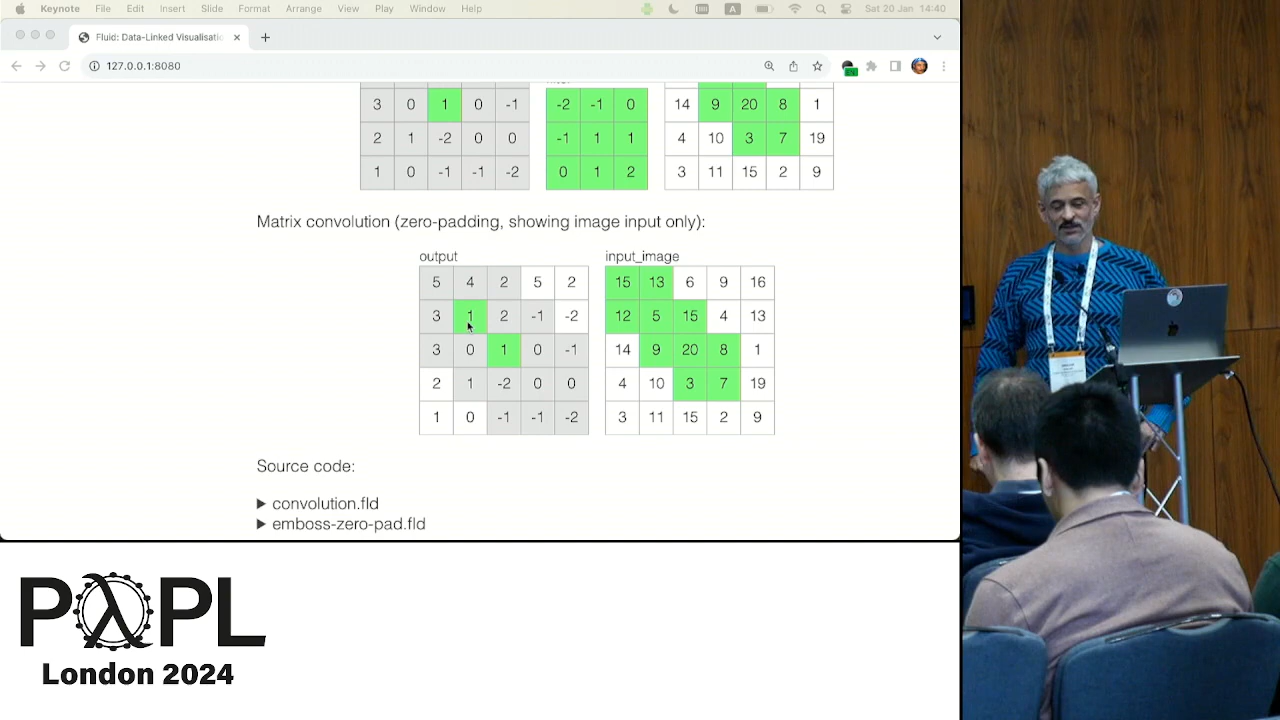 Keynote File Edit Insert Slide Format Arrange View Play Window Help A Sat 20 Jan 14:40
Fluid: Data-Linked Visualisatio
127.0.0.1:8080
3 0 1 0 -1 -2 -1 0 14 9 20 8 1
2 1 -2 0 0 -1 1 1 4 10 3 7 19
1 0 -1 -1 -2 0 1 2 3 11 15 2 9
Matrix convolution (zero-padding, showing image input only):
output input_image
5 4 2 5 2 15 13 6 9 16
3 1 2 -1 -2 12 5 15 4 13
3 0 1 0 -1 14 9 20 8 1
2 1 -2 0 0 4 10 3 7 19
1 0 -1 -1 -2 3 11 15 2 9
Source code:
convolution.fld
emboss-zero-pad.fld
PλPL
London 2024